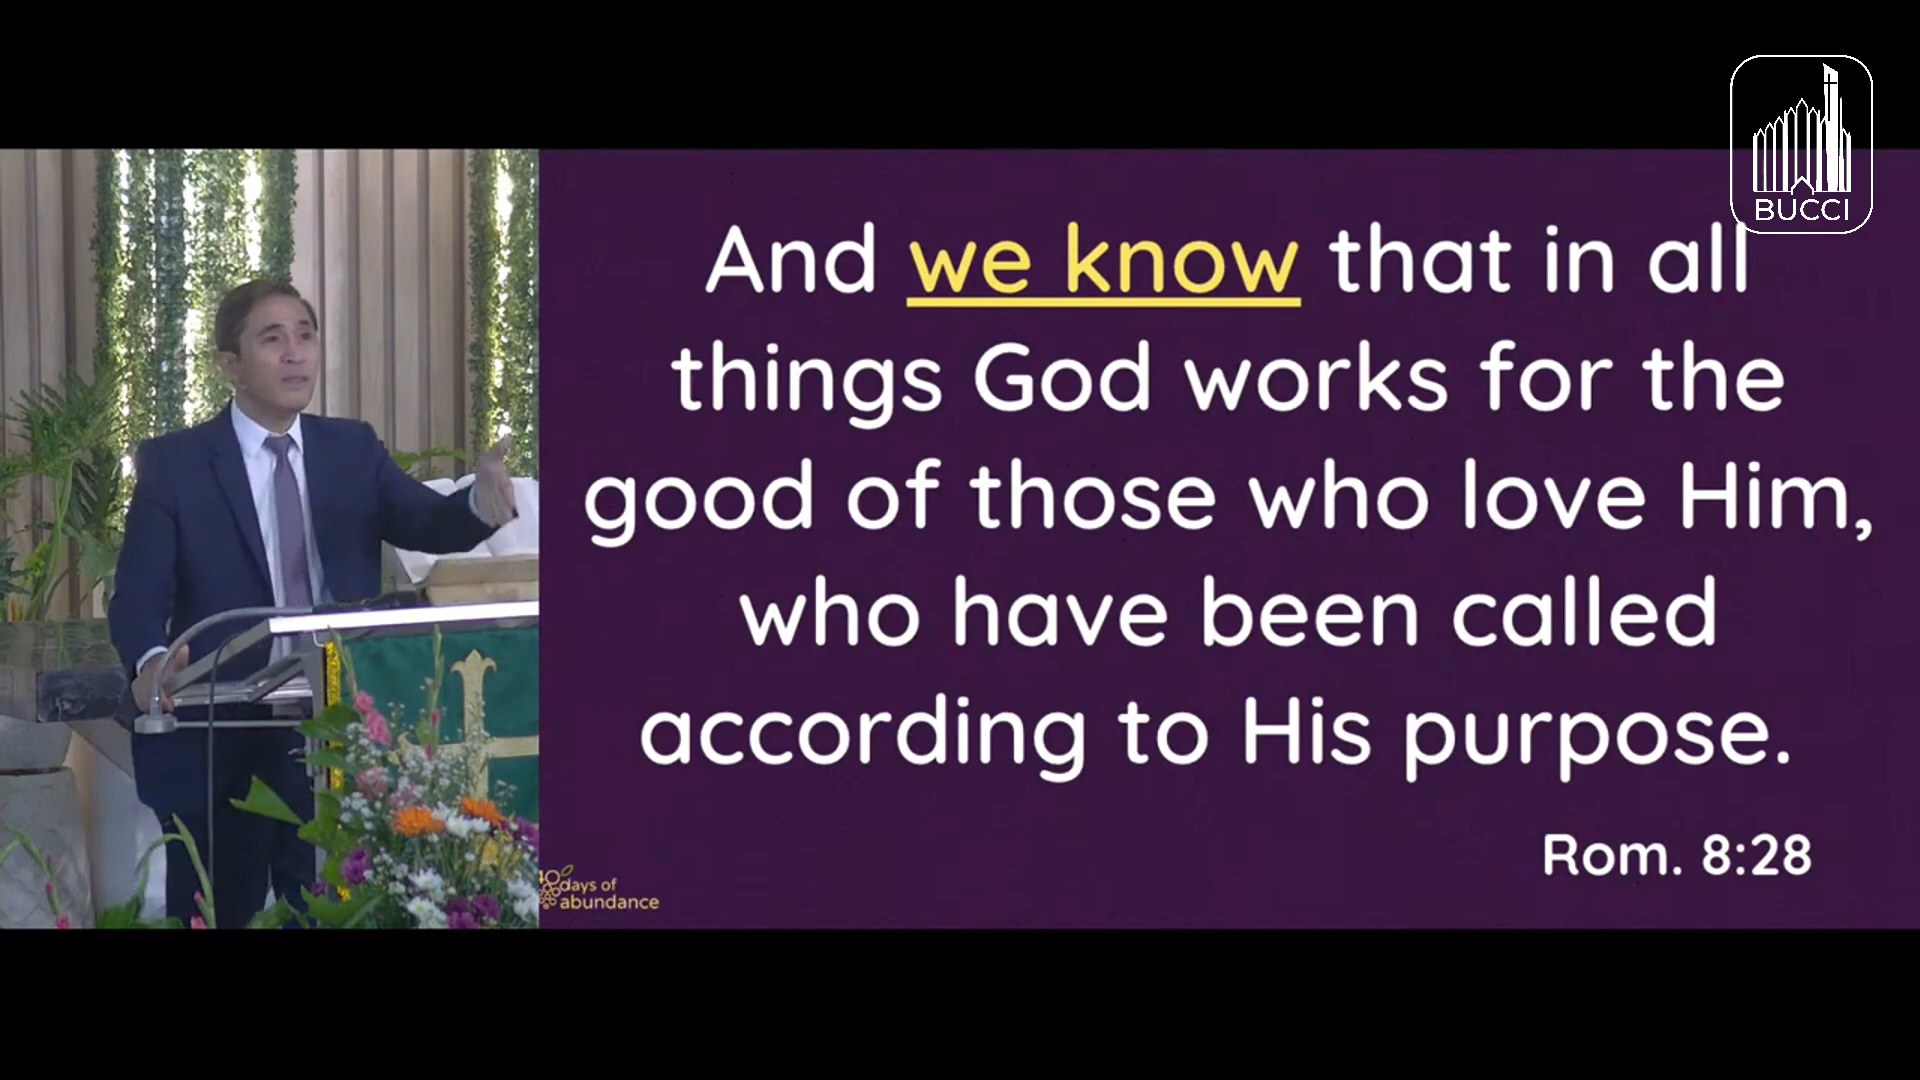 BUCCI
And we know that in all
things God works for the
good of those who love Him,
who have been called
according to His purpose.
Rom. 8:28
40
days of
abundance